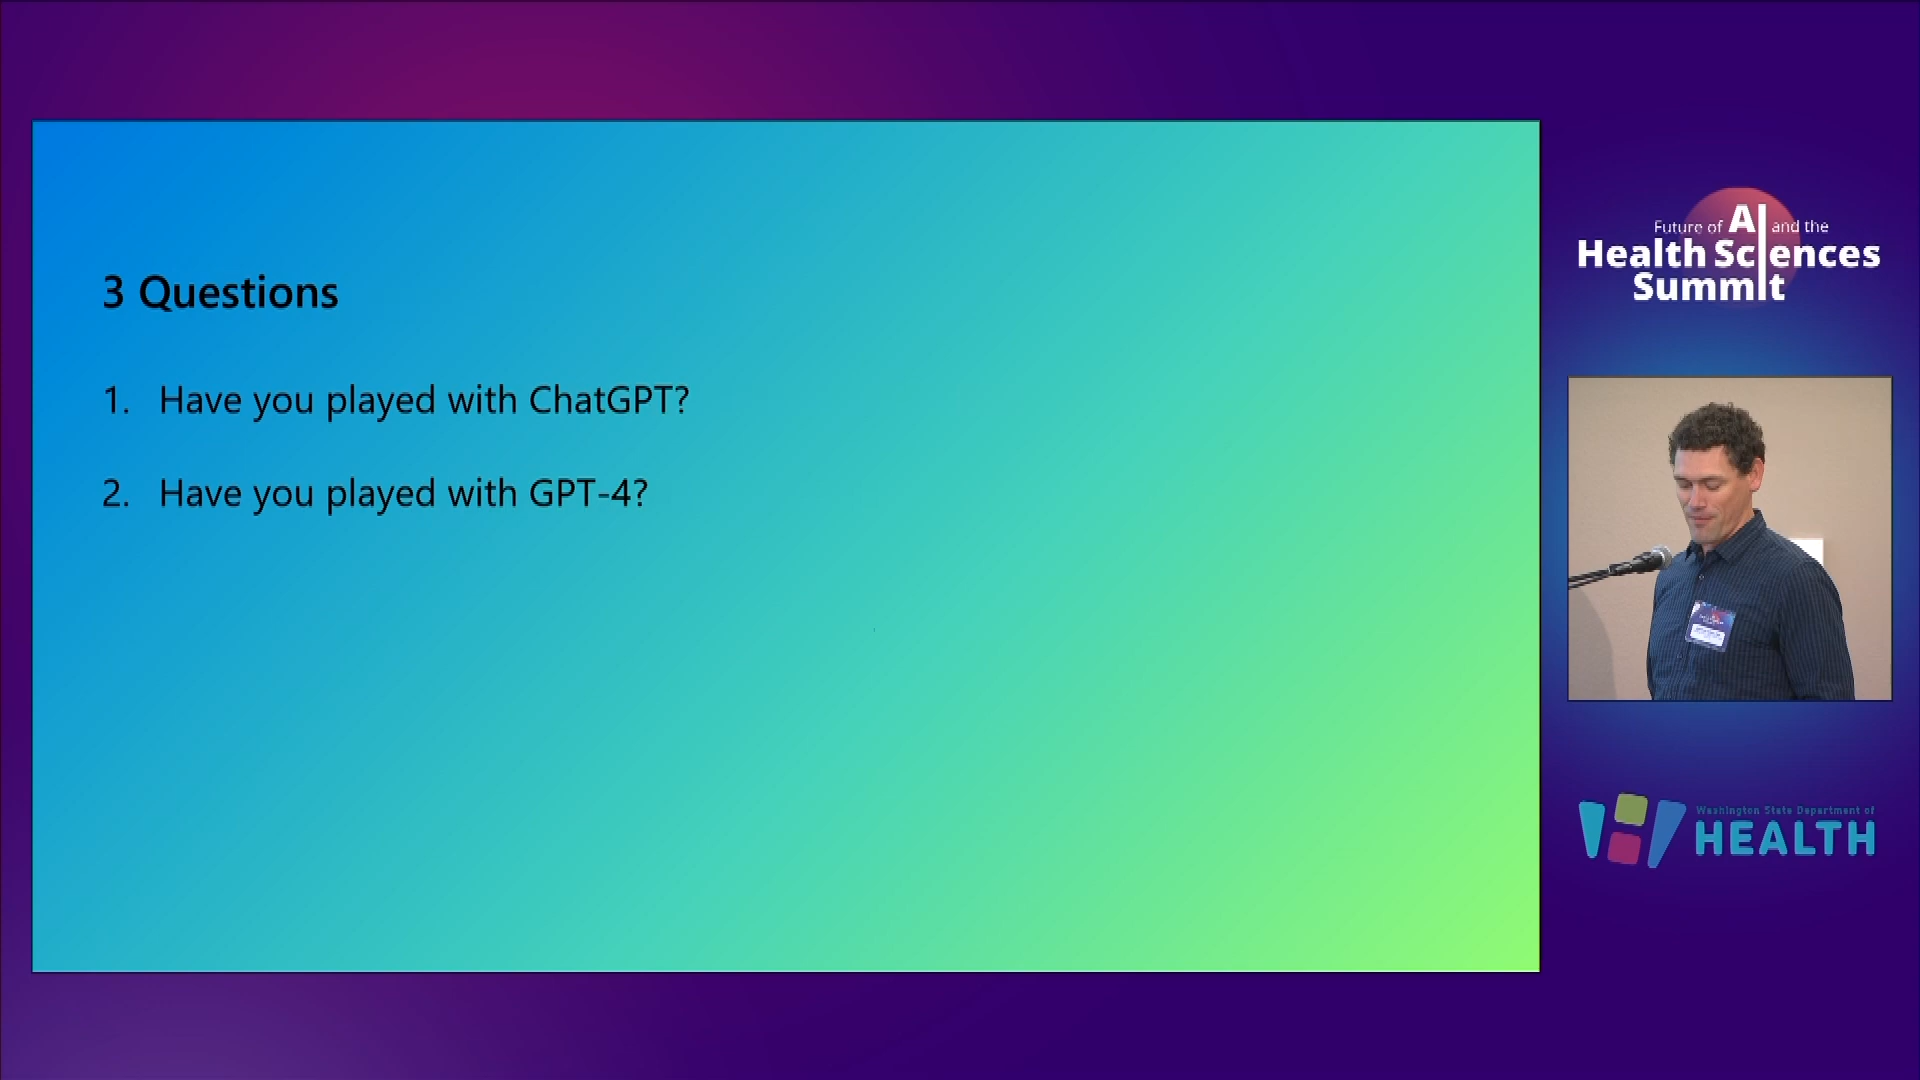 3 Questions
1. Have you played with ChatGPT?
2. Have you played with GPT-4?
Future of AI and the
Health Sciences
Summit
Washington State Department of
HEALTH